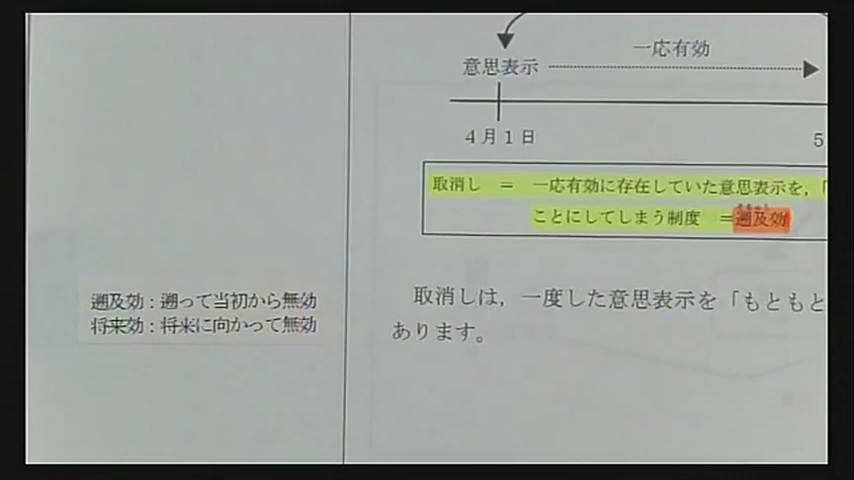 一応有効
意思表示
4月1日
5
取消し ＝ 一応有効に存在していた意思表示を，「
ことにしてしまう制度 ＝遡及効
遡及効：遡って当初から無効
将来効：将来に向かって無効
取消しは，一度した意思表示を「もともと
あります。